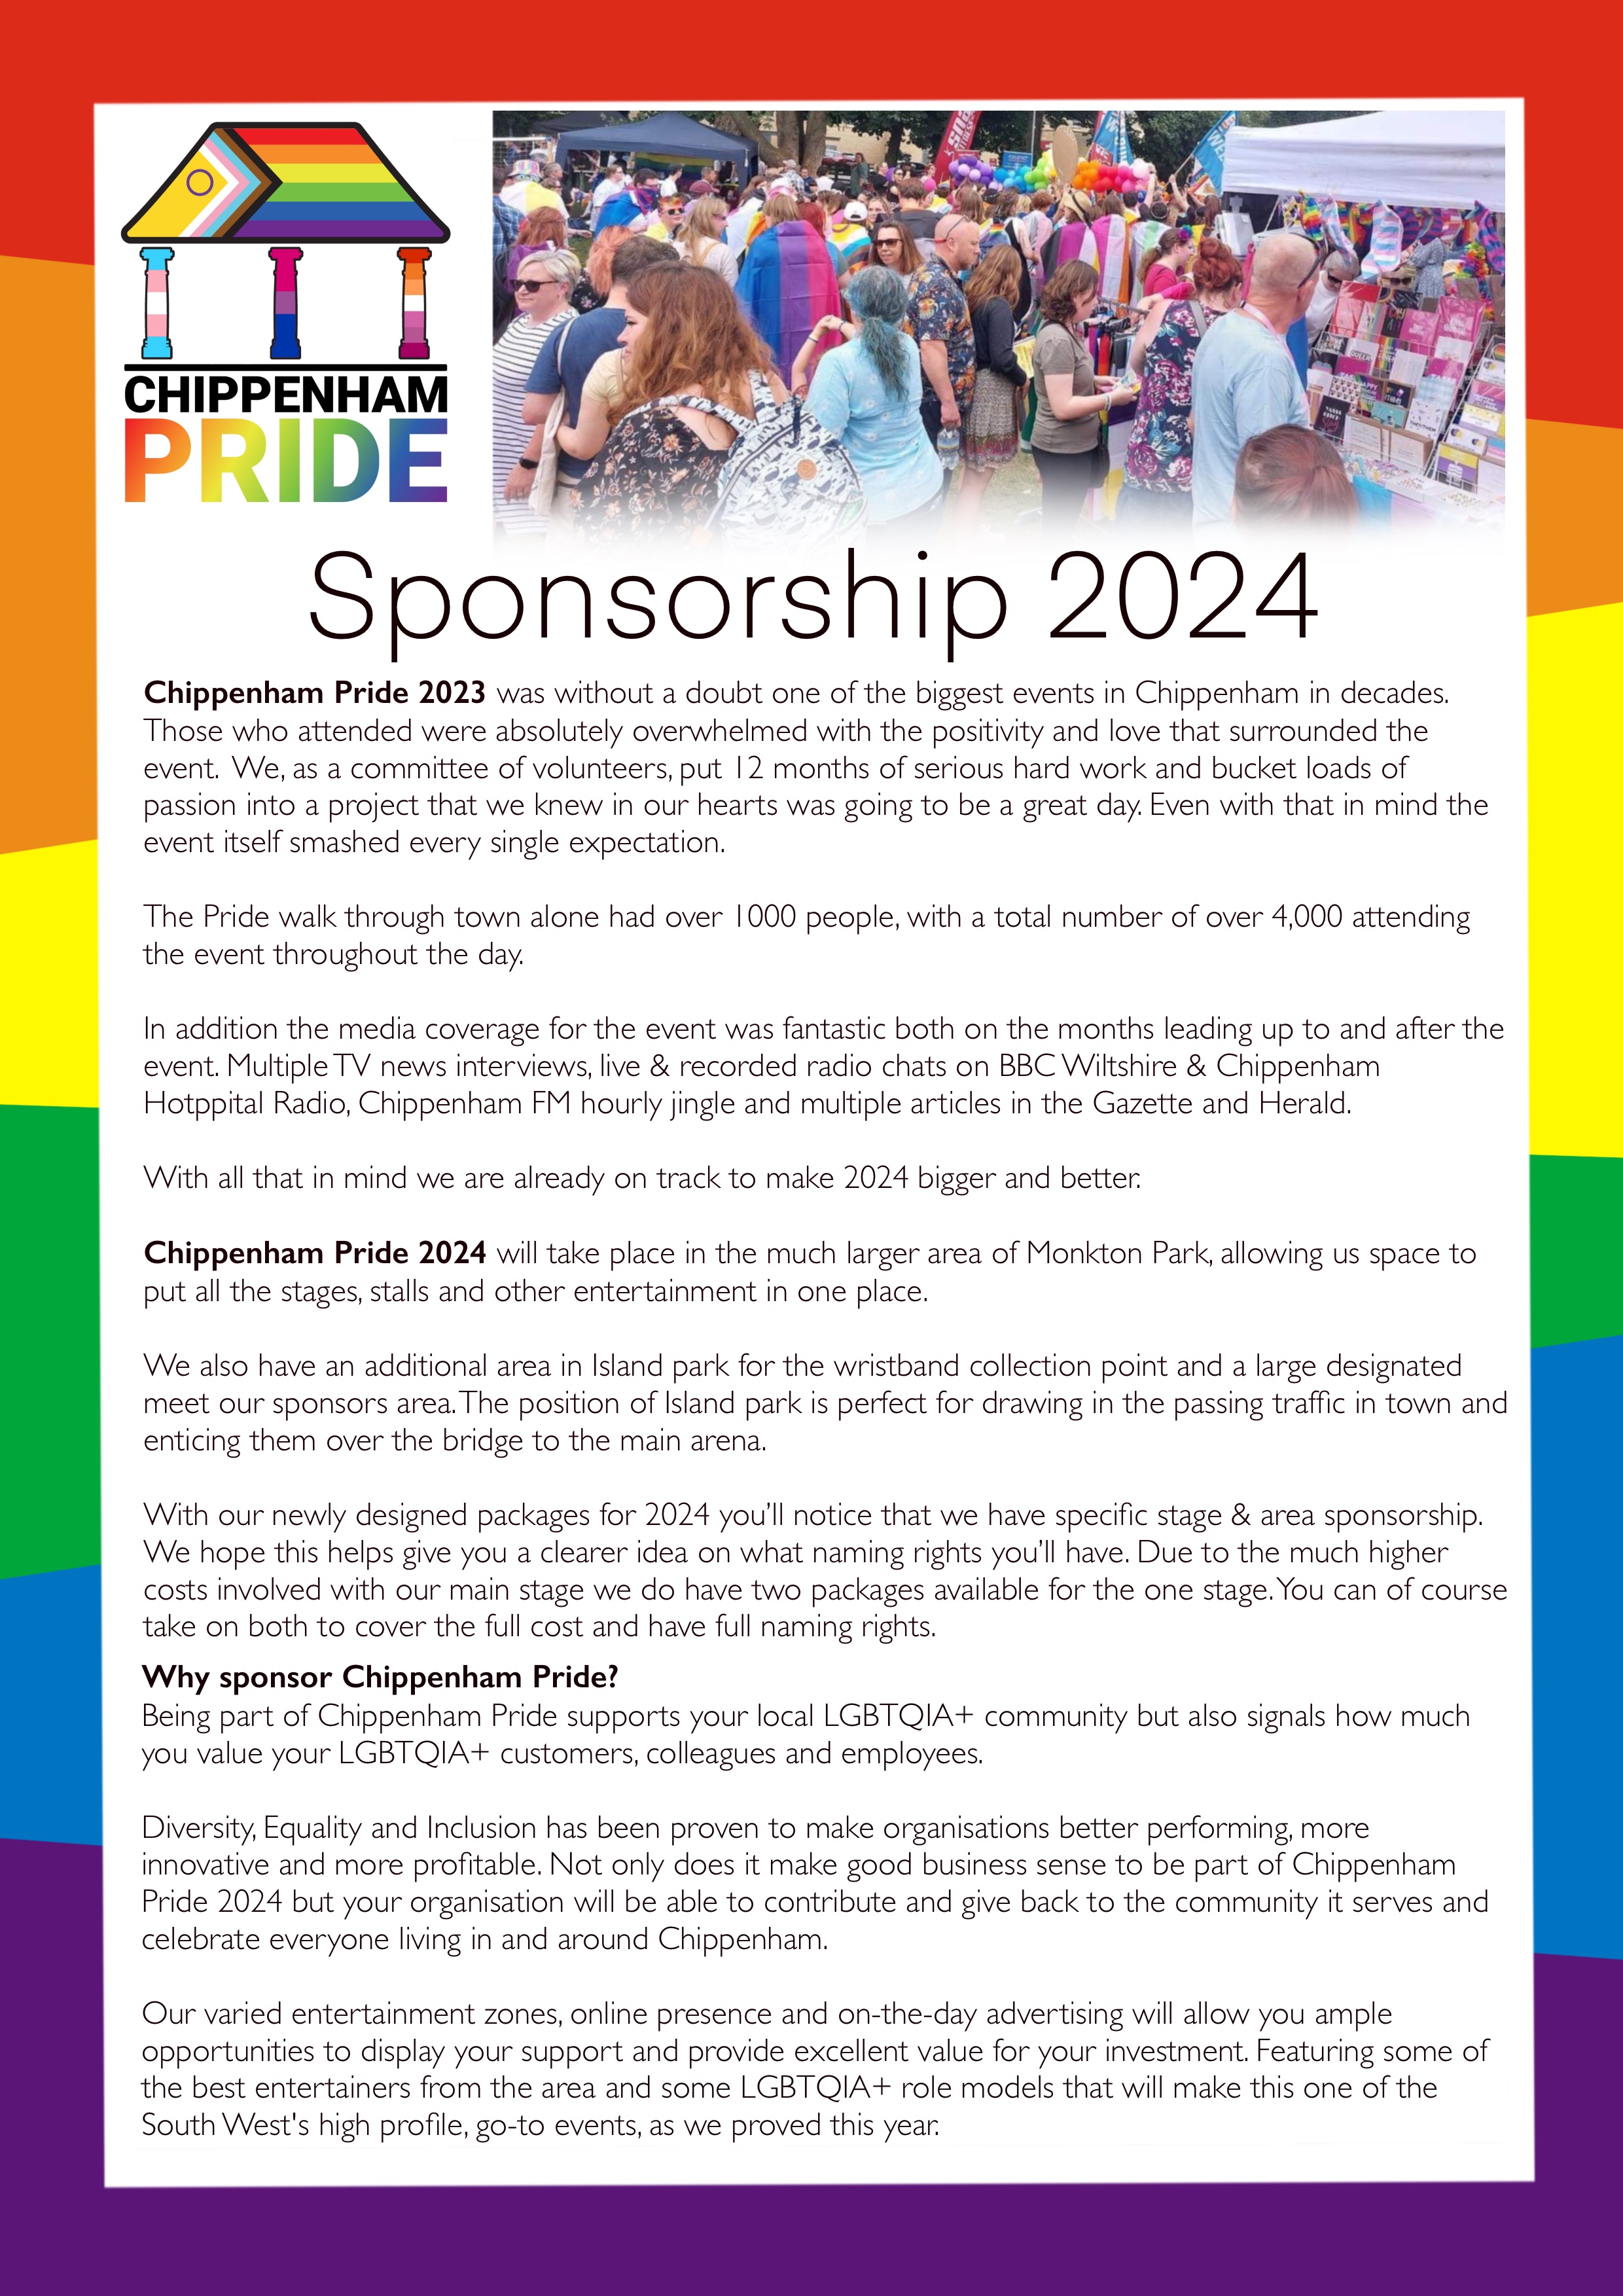 CHIPPENHAM
PRIDE
Sponsorship 2024
Chippenham Pride 2023 was without a doubt one of the biggest events in Chippenham in decades.
Those who attended were absolutely overwhelmed with the positivity and love that surrounded the
event.  We, as a committee of volunteers, put 12 months of serious hard work and bucket loads of
passion into a project that we knew in our hearts was going to be a great day. Even with that in mind the
event itself smashed every single expectation.
The Pride walk through town alone had over 1000 people, with a total number of over 4,000 attending
the event throughout the day.
In addition the media coverage for the event was fantastic both on the months leading up to and after the
event. Multiple TV news interviews, live & recorded radio chats on BBC Wiltshire & Chippenham
Hotppital Radio, Chippenham FM hourly jingle and multiple articles in the Gazette and Herald.
With all that in mind we are already on track to make 2024 bigger and better.
Chippenham Pride 2024 will take place in the much larger area of Monkton Park, allowing us space to
put all the stages, stalls and other entertainment in one place.
We also have an additional area in Island park for the wristband collection point and a large designated
meet our sponsors area. The position of Island park is perfect for drawing in the passing traffic in town and
enticing them over the bridge to the main arena.
With our newly designed packages for 2024 you'll notice that we have specific stage & area sponsorship.
We hope this helps give you a clearer idea on what naming rights you'll have. Due to the much higher
costs involved with our main stage we do have two packages available for the one stage. You can of course
take on both to cover the full cost and have full naming rights.
Why sponsor Chippenham Pride?
Being part of Chippenham Pride supports your local LGBTQIA+ community but also signals how much
you value your LGBTQIA+ customers, colleagues and employees.
Diversity, Equality and Inclusion has been proven to make organisations better performing, more
innovative and more profitable. Not only does it make good business sense to be part of Chippenham
Pride 2024 but your organisation will be able to contribute and give back to the community it serves and
celebrate everyone living in and around Chippenham.
Our varied entertainment zones, online presence and on-the-day advertising will allow you ample
opportunities to display your support and provide excellent value for your investment. Featuring some of
the best entertainers from the area and some LGBTQIA+ role models that will make this one of the
South West's high profile, go-to events, as we proved this year.